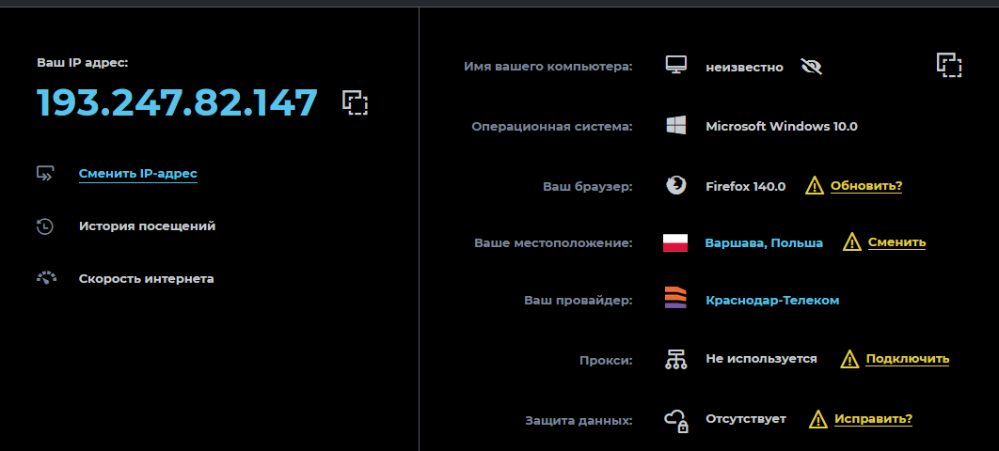 Ваш IP адрес:
193.247.82.147
Сменить IP-адрес
История посещений
Скорость интернета
Имя вашего компьютера: неизвестно
Операционная система: Microsoft Windows 10.0
Ваш браузер: Firefox 140.0 Обновить?
Ваше местоположение: Варшава, Польша Сменить
Ваш провайдер: Краснодар-Телеком
Прокси: Не используется Подключить
Защита данных: Отсутствует Исправить?